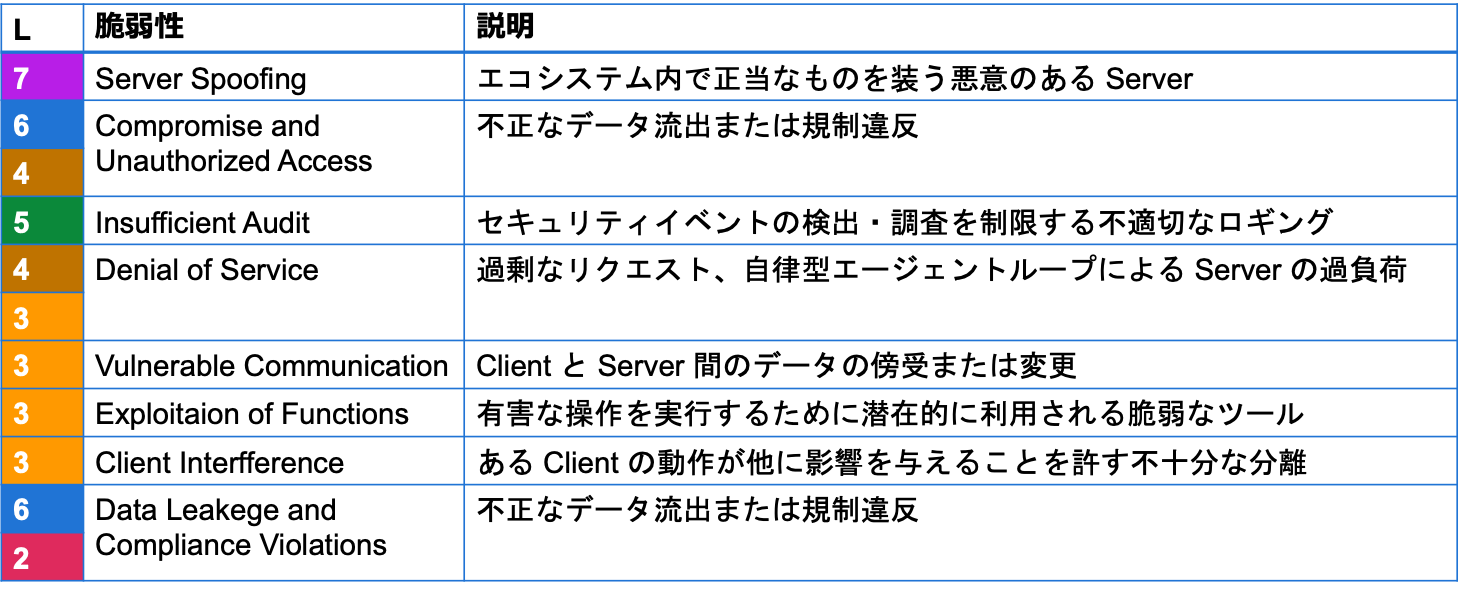 L 脆弱性 説明
7 Server Spoofing エコシステム内で正当なものを装う悪意のある Server
6 Compromise and 不正なデータ流出または規制違反
Unauthorized Access
4
5 Insufficient Audit セキュリティイベントの検出・調査を制限する不適切なロギング
4 Denial of Service 過剰なリクエスト、自律型エージェントループによる Server の過負荷
3
3 Vulnerable Communication Client と Server 間のデータの傍受または変更
3 Exploitaion of Functions 有害な操作を実行するために潜在的に利用される脆弱なツール
3 Client Interfference ある Client の動作が他に影響を与えることを許す不十分な分離
6 Data Leakege and 不正なデータ流出または規制違反
Compliance Violations
2